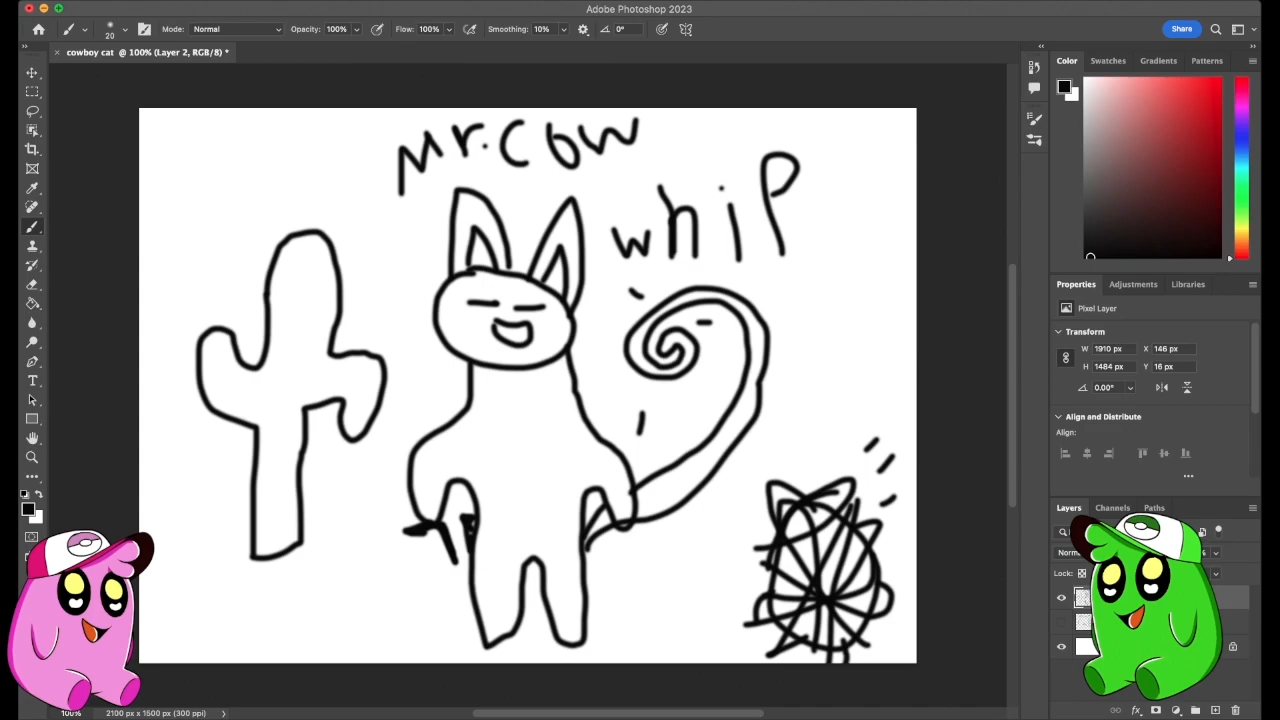 Adobe Photoshop 2023
20
Mode: Normal
Opacity: 100%
Flow: 100%
Smoothing: 10%
0°
Share
× cowboy cat @ 100% (Layer 2, RGB/8) *
Mr. Cow
whip
Color Swatches Gradients Patterns
Properties Adjustments Libraries
Pixel Layer
Transform
W 1910 px X 146 px
H 1484 px Y 16 px
0.00°
Align and Distribute
Align:
Layers Channels Paths
Lock:
100% 2100 px x 1500 px (300 ppi)
fx